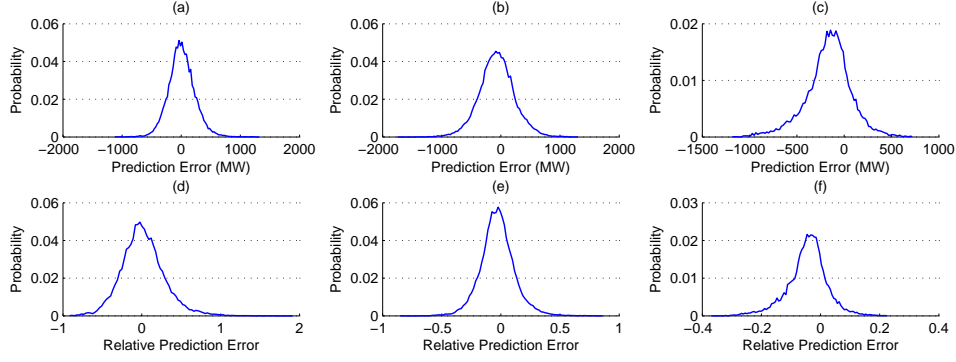 (a)
0.06
0.04
0.02
0
Probability
−2000 −1000 0 1000 2000
Prediction Error (MW)
(b)
0.06
0.04
0.02
0
Probability
−2000 −1000 0 1000 2000
Prediction Error (MW)
(c)
0.02
0.01
0
Probability
−1500 −1000 −500 0 500 1000
Prediction Error (MW)
(d)
0.06
0.04
0.02
0
Probability
−1 0 1 2
Relative Prediction Error
(e)
0.06
0.04
0.02
0
Probability
−1 −0.5 0 0.5 1
Relative Prediction Error
(f)
0.03
0.02
0.01
0
Probability
−0.4 −0.2 0 0.2 0.4
Relative Prediction Error